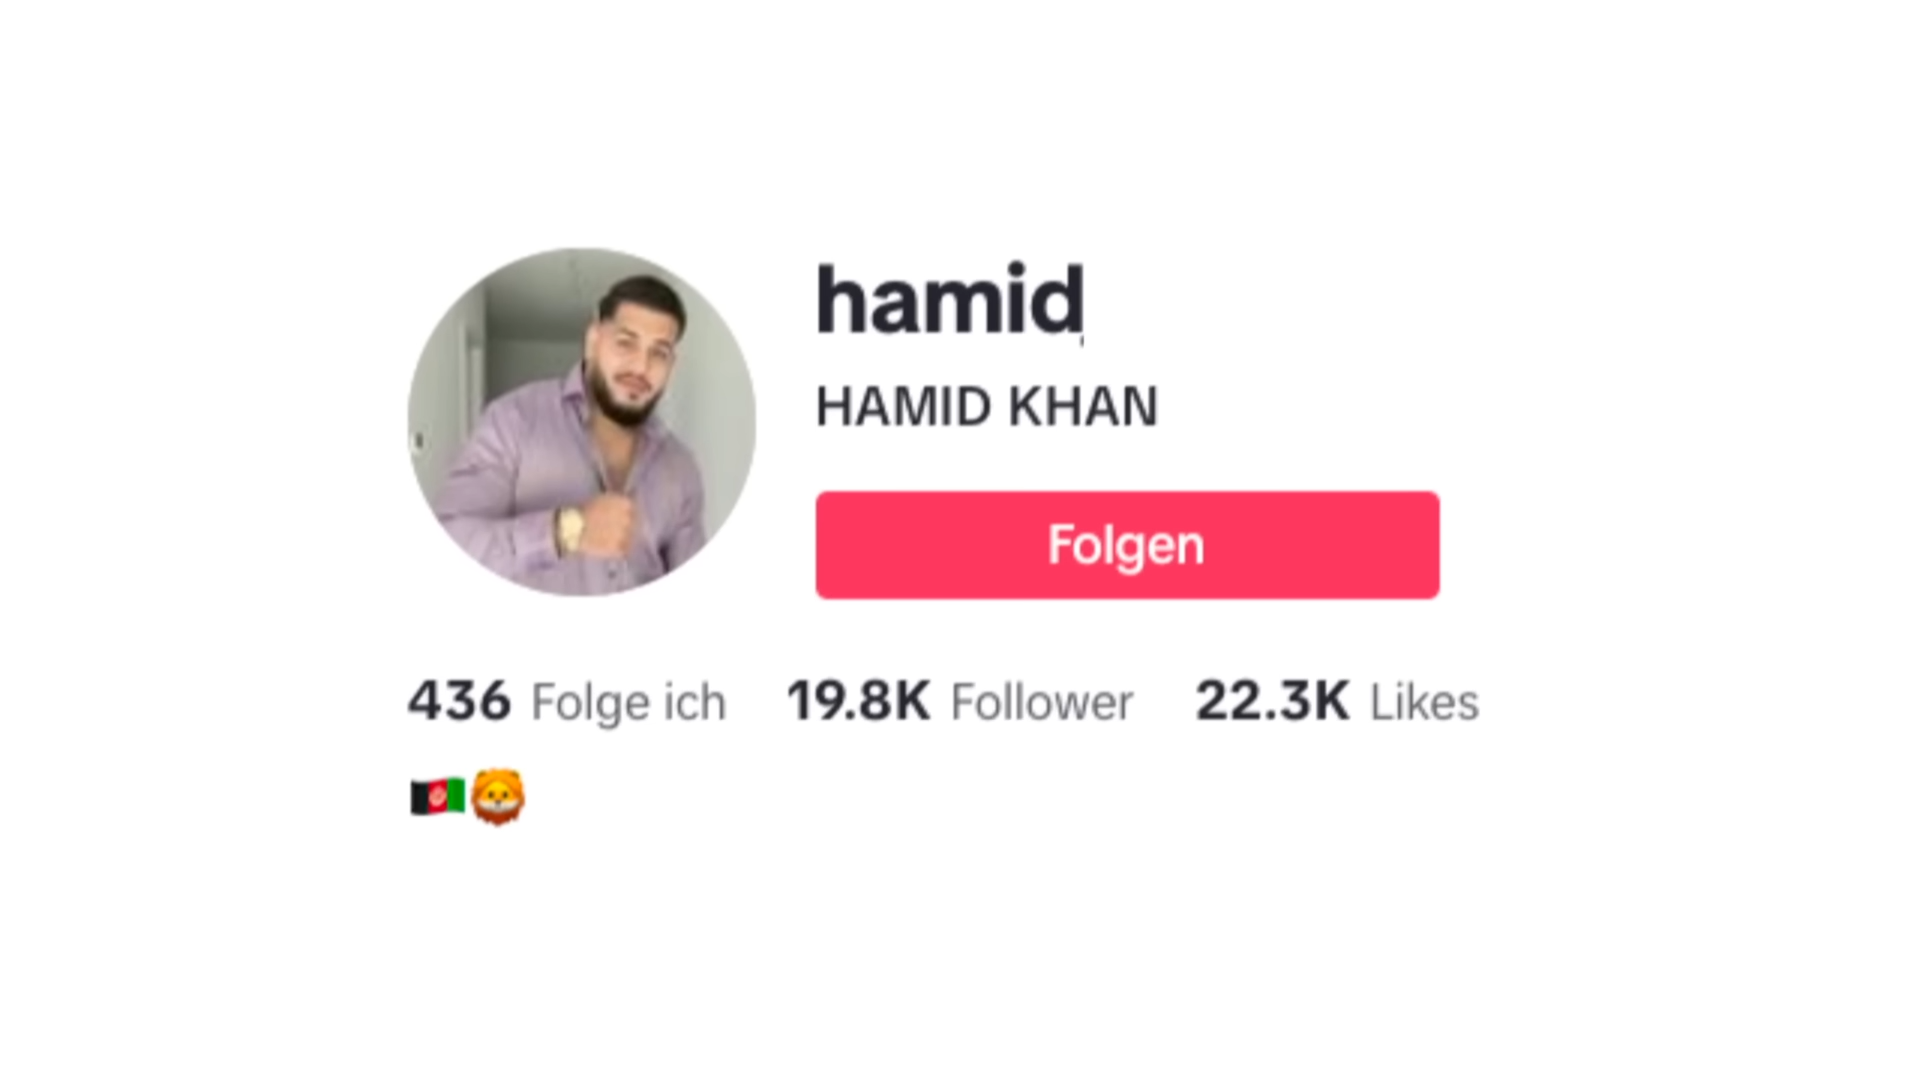 hamid
HAMID KHAN
Folgen
436 Folge ich 19.8K Follower 22.3K Likes
🇦🇫🦁